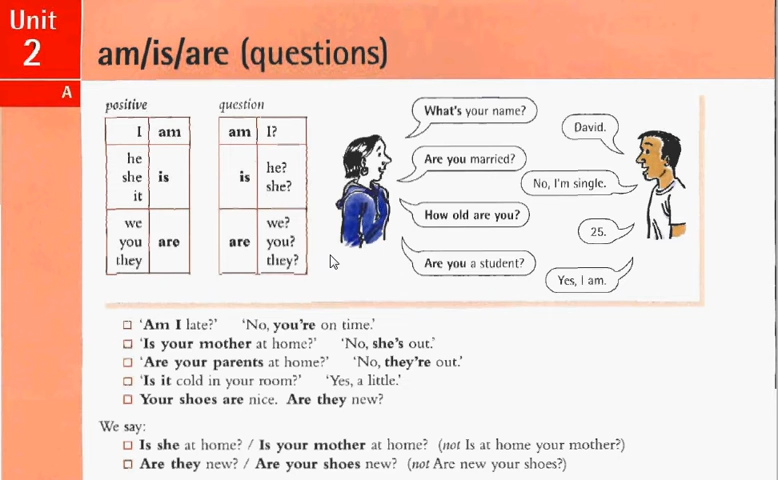 Unit
2
am/is/are (questions)
A
positive
I am
he
she is
it
we
you are
they
question
am I?
is he?
she?
we?
are you?
they?
What's your name?
David.
Are you married?
No, I'm single.
How old are you?
25.
Are you a student?
Yes, I am.
□ 'Am I late?' 'No, you're on time.'
□ 'Is your mother at home?' 'No, she's out.'
□ 'Are your parents at home?' 'No, they're out.'
□ 'Is it cold in your room?' 'Yes, a little.'
□ Your shoes are nice. Are they new?
We say:
□ Is she at home? / Is your mother at home? (not Is at home your mother?)
□ Are they new? / Are your shoes new? (not Are new your shoes?)